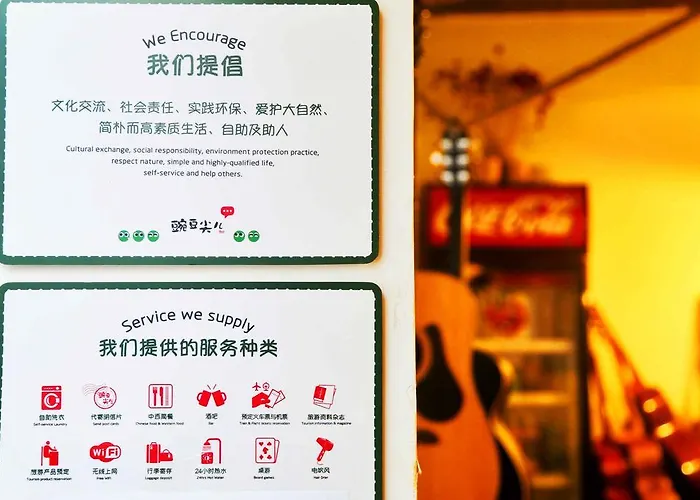 We Encourage
我们提倡
文化交流、社会责任、实践环保、爱护大自然、
简朴而高素质生活、自助及助人
Cultural exchange, social responsibility, environment protection practice,
respect nature, simple and highly-qualified life,
self-service and help others.
豌豆尖儿
Service we supply
我们提供的服务种类
自助洗衣 代寄明信片 中西简餐 酒吧 预定火车票与机票 旅游资料杂志
Self-service Laundry Send post cards Chinese food & western food Bar Train & Plane tickets reservation Tourism information & Magazine
WiFi
旅游产品预定 无线上网 行李寄存 24小时热水 桌游 电吹风
Tourism product reservation Free WiFi Luggage deposit 24hrs Hot Water Board games Hair Drier
Coca-Cola